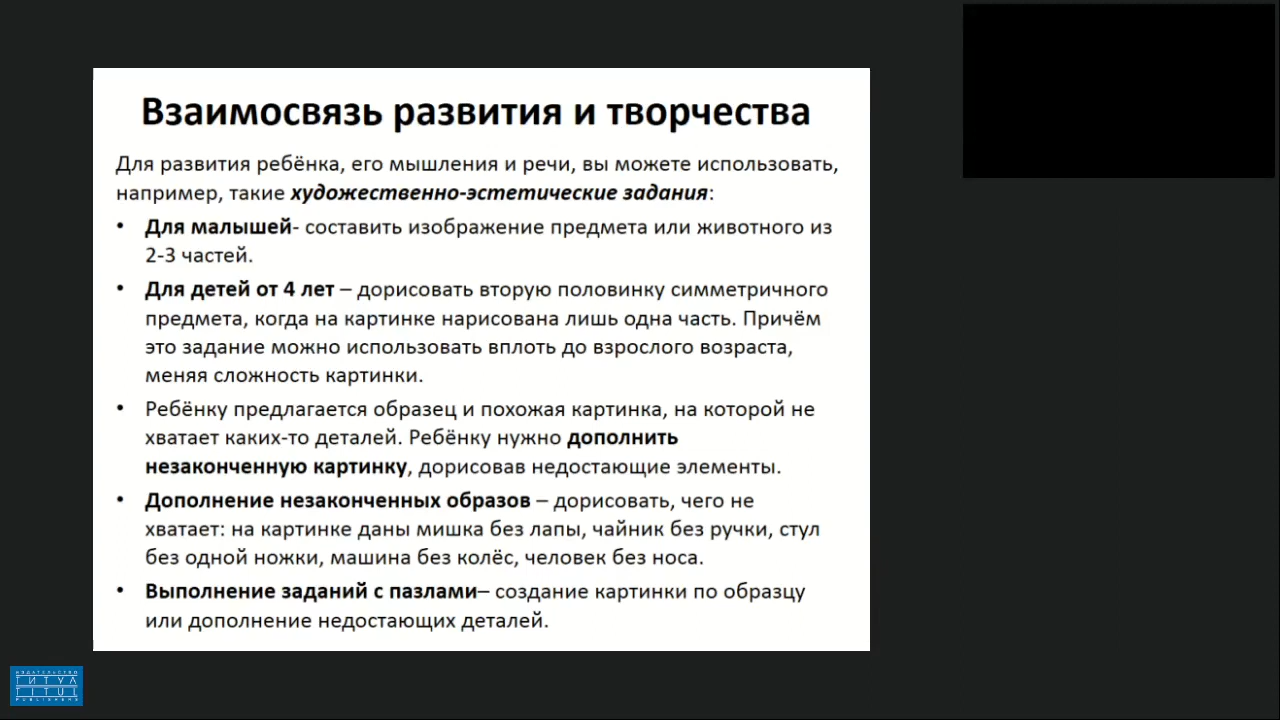 Взаимосвязь развития и творчества
Для развития ребёнка, его мышления и речи, вы можете использовать,
например, такие художественно-эстетические задания:
• Для малышей- составить изображение предмета или животного из
2-3 частей.
• Для детей от 4 лет – дорисовать вторую половинку симметричного
предмета, когда на картинке нарисована лишь одна часть. Причём
это задание можно использовать вплоть до взрослого возраста,
меняя сложность картинки.
• Ребёнку предлагается образец и похожая картинка, на которой не
хватает каких-то деталей. Ребёнку нужно дополнить
незаконченную картинку, дорисовав недостающие элементы.
• Дополнение незаконченных образов – дорисовать, чего не
хватает: на картинке даны мишка без лапы, чайник без ручки, стул
без одной ножки, машина без колёс, человек без носа.
• Выполнение заданий с пазлами– создание картинки по образцу
или дополнение недостающих деталей.
ИЗДАТЕЛЬСТВО
ТИТУЛ
TITUL
PUBLISHERS